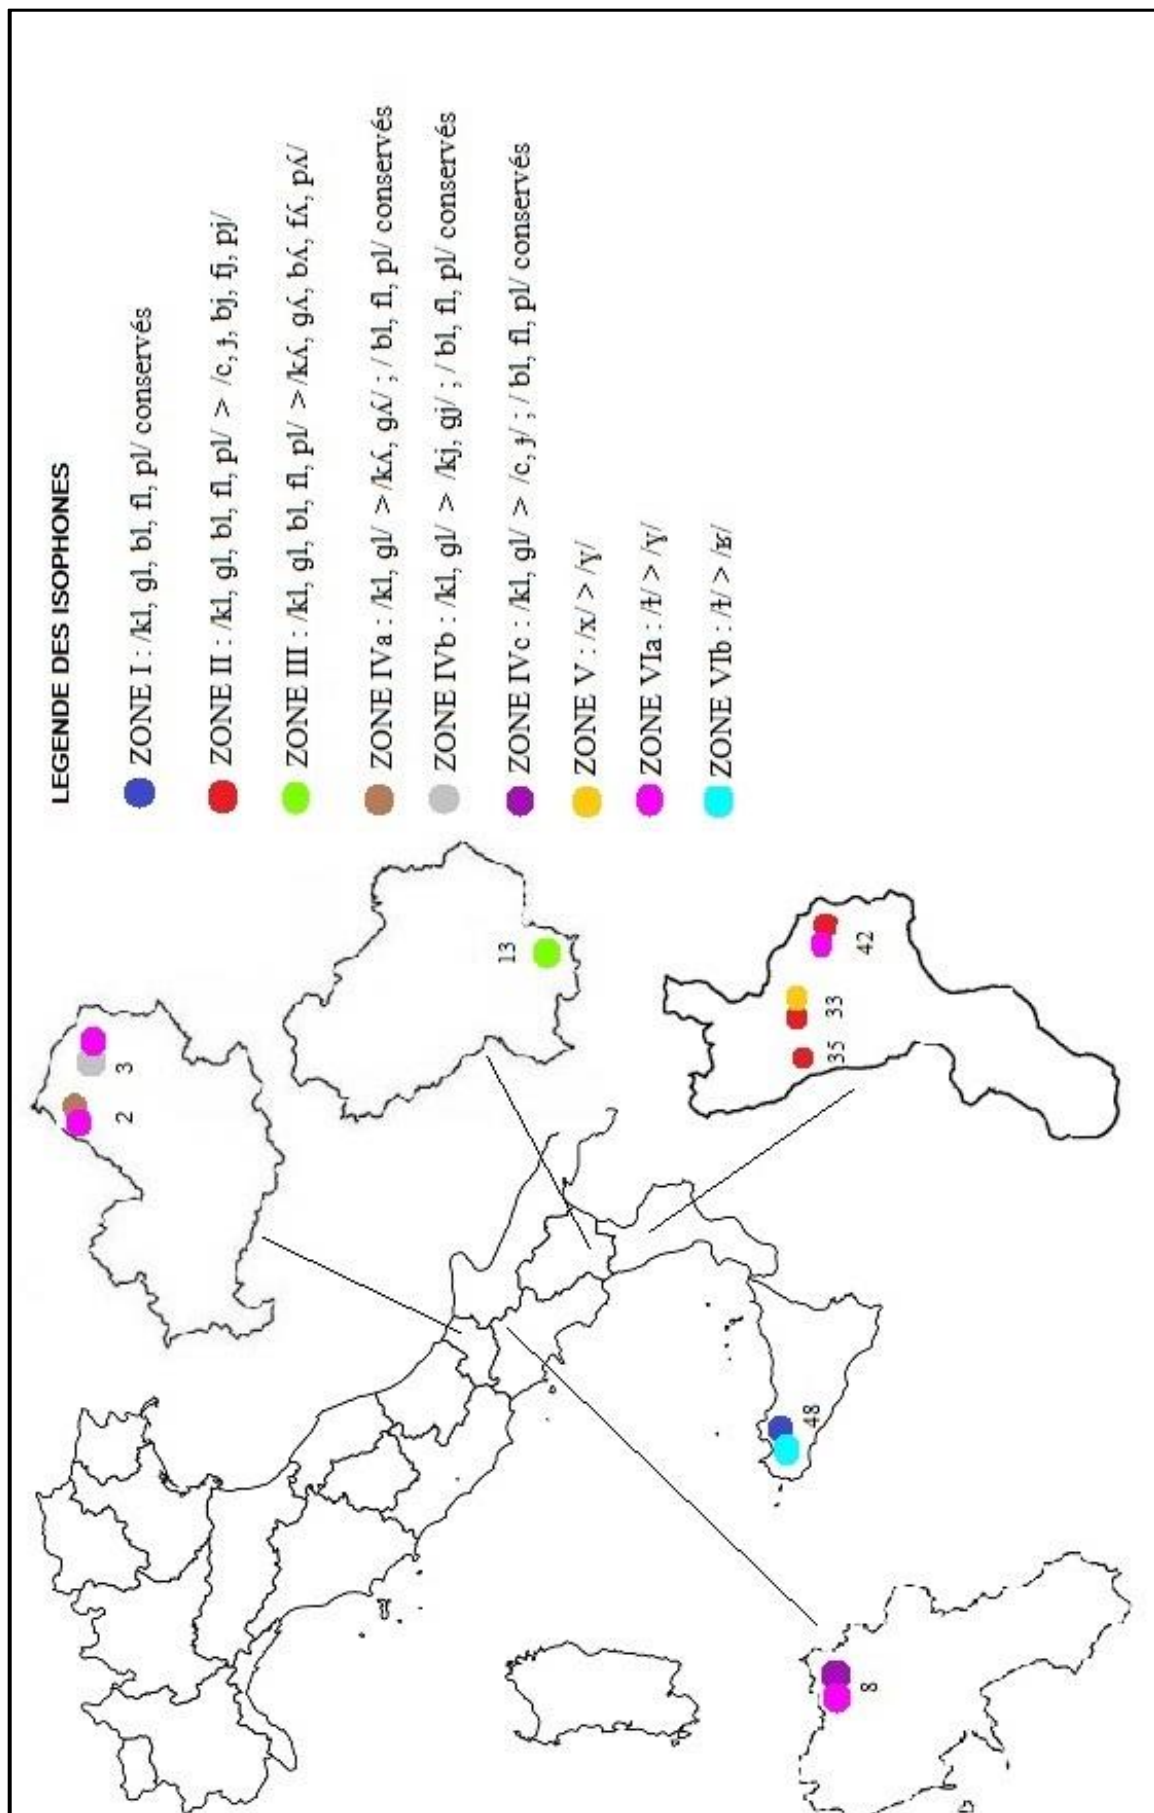 LEGENDE DES ISOPHONES
ZONE I : /kl, gl, bl, fl, pl/ conservés
ZONE II : /kl, gl, bl, fl, pl/ > /c, ɟ, bj, fj, pj/
ZONE III : /kl, gl, bl, fl, pl/ >/kʎ, gʎ, bʎ, fʎ, pʎ/
ZONE IVa : /kl, gl/ >/kʎ, gʎ/ ; / bl, fl, pl/ conservés
ZONE IVb : /kl, gl/ > /kj, gj/ ; / bl, fl, pl/ conservés
ZONE IVc : /kl, gl/ > /c, ɟ/ ; / bl, fl, pl/ conservés
ZONE V : /x/ > /ɣ/
ZONE VIa : /ɫ/ > /ɣ/
ZONE VIb : /ɫ/ > /ʁ/
2
3
13
35
33
42
48
8